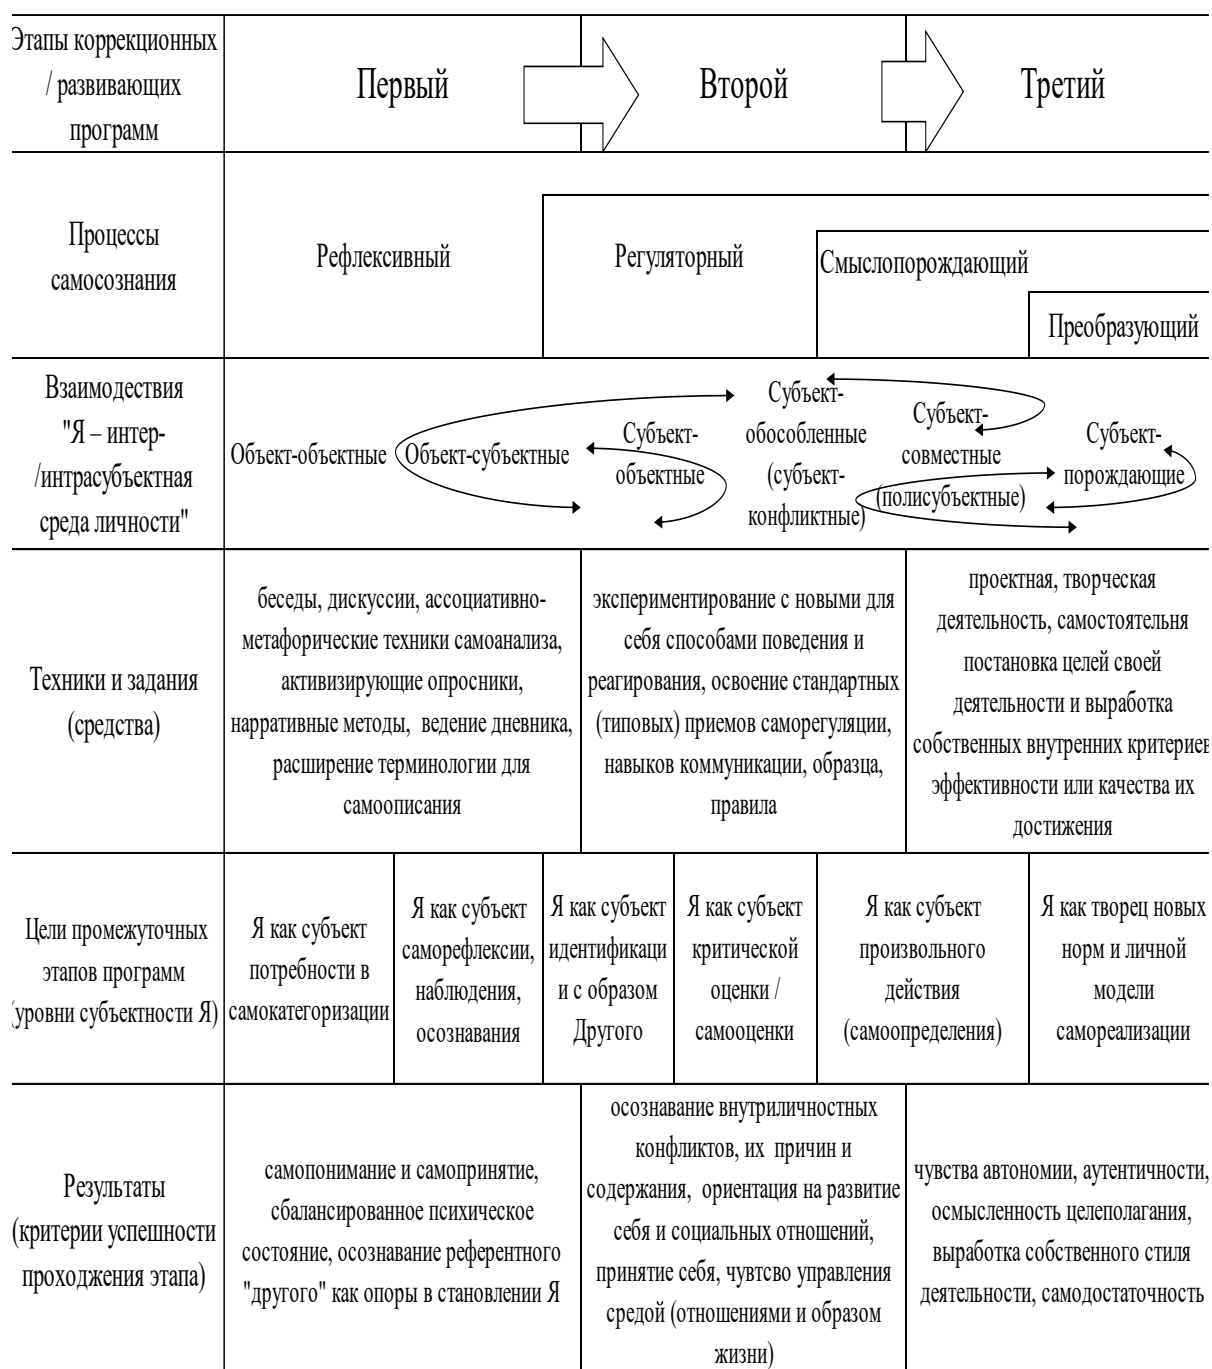 Этапы коррекционных
/ развивающих
программ
Первый
Второй
Третий
Процессы
самосознания
Рефлексивный
Регуляторный
Смыслопорождающий
Преобразующий
Взаимодествия
"Я – интер-
/интрасубъектная
среда личности"
Объект-объектные
Объект-субъектные
Субъект-
объектные
Субъект-
обособленные
(субъект-
конфликтные)
Субъект-
совместные
(полисубъектные)
Субъект-
порождающие
Техники и задания
(средства)
беседы, дискуссии, ассоциативно-
метафорические техники самоанализа,
активизирующие опросники,
нарративные методы, ведение дневника,
расширение терминологии для
самоописания
экспериментирование с новыми для
себя способами поведения и
реагирования, освоение стандартных
(типовых) приемов саморегуляции,
навыков коммуникации, образца,
правила
проектная, творческая
деятельность, самостоятельня
постановка целей своей
деятельности и выработка
собственных внутренних критериев
эффективности или качества их
достижения
Цели промежуточных
этапов программ
(уровни субъектности Я)
Я как субъект
потребности в
самокатегоризации
Я как субъект
саморефлексии,
наблюдения,
осознавания
Я как субъект
идентификаци
и с образом
Другого
Я как субъект
критической
оценки /
самооценки
Я как субъект
произвольного
действия
(самоопределения)
Я как творец новых
норм и личной
модели
самореализации
Результаты
(критерии успешности
проходжения этапа)
самопонимание и самопринятие,
сбалансированное психическое
состояние, осознавание референтного
"другого" как опоры в становлении Я
осознавание внутриличностных
конфликтов, их причин и
содержания, ориентация на развитие
себя и социальных отношений,
принятие себя, чувтсво управления
средой (отношениями и образом
жизни)
чувства автономии, аутентичности,
осмысленность целеполагания,
выработка собственного стиля
деятельности, самодостаточность